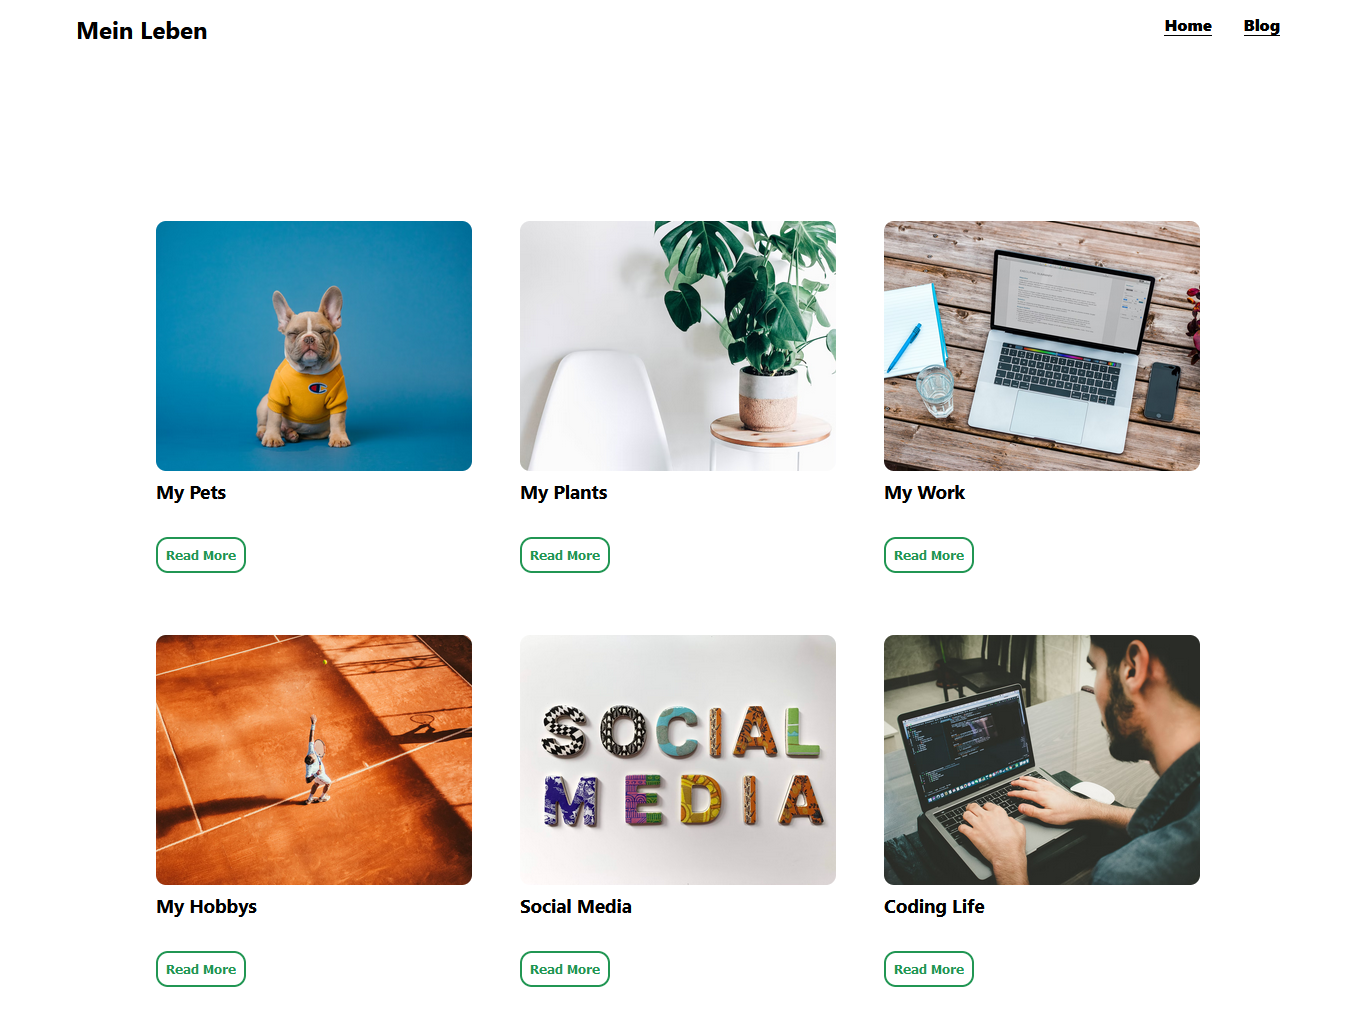 Mein Leben
Home Blog
My Pets
My Plants
My Work
Read More
Read More
Read More
SOCIAL
MEDIA
My Hobbys
Social Media
Coding Life
Read More
Read More
Read More